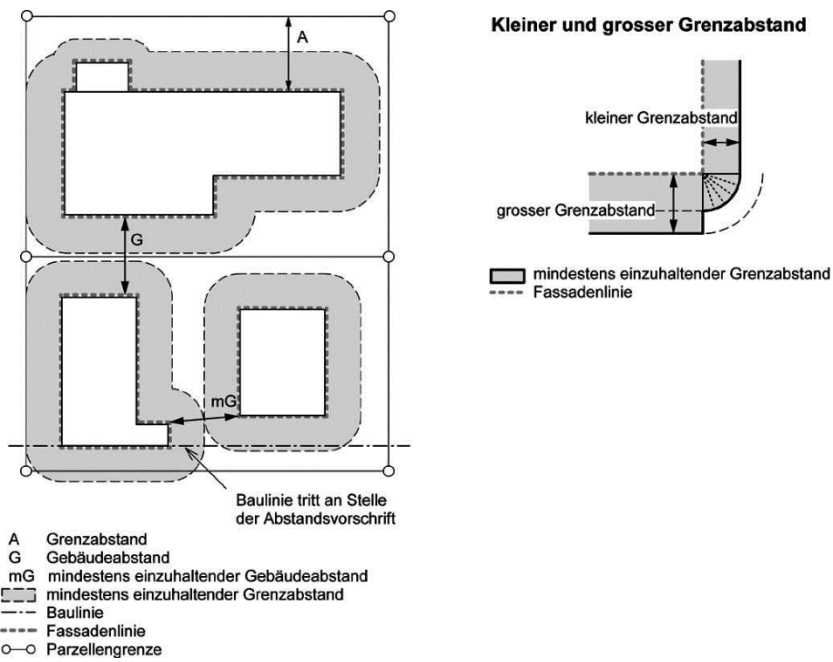 A
G
mG
Baulinie tritt an Stelle
der Abstandsvorschrift
A Grenzabstand
G Gebäudeabstand
mG mindestens einzuhaltender Gebäudeabstand
mindestens einzuhaltender Grenzabstand
Baulinie
Fassadenlinie
Parzellengrenze
Kleiner und grosser Grenzabstand
kleiner Grenzabstand
grosser Grenzabstand
mindestens einzuhaltender Grenzabstand
Fassadenlinie